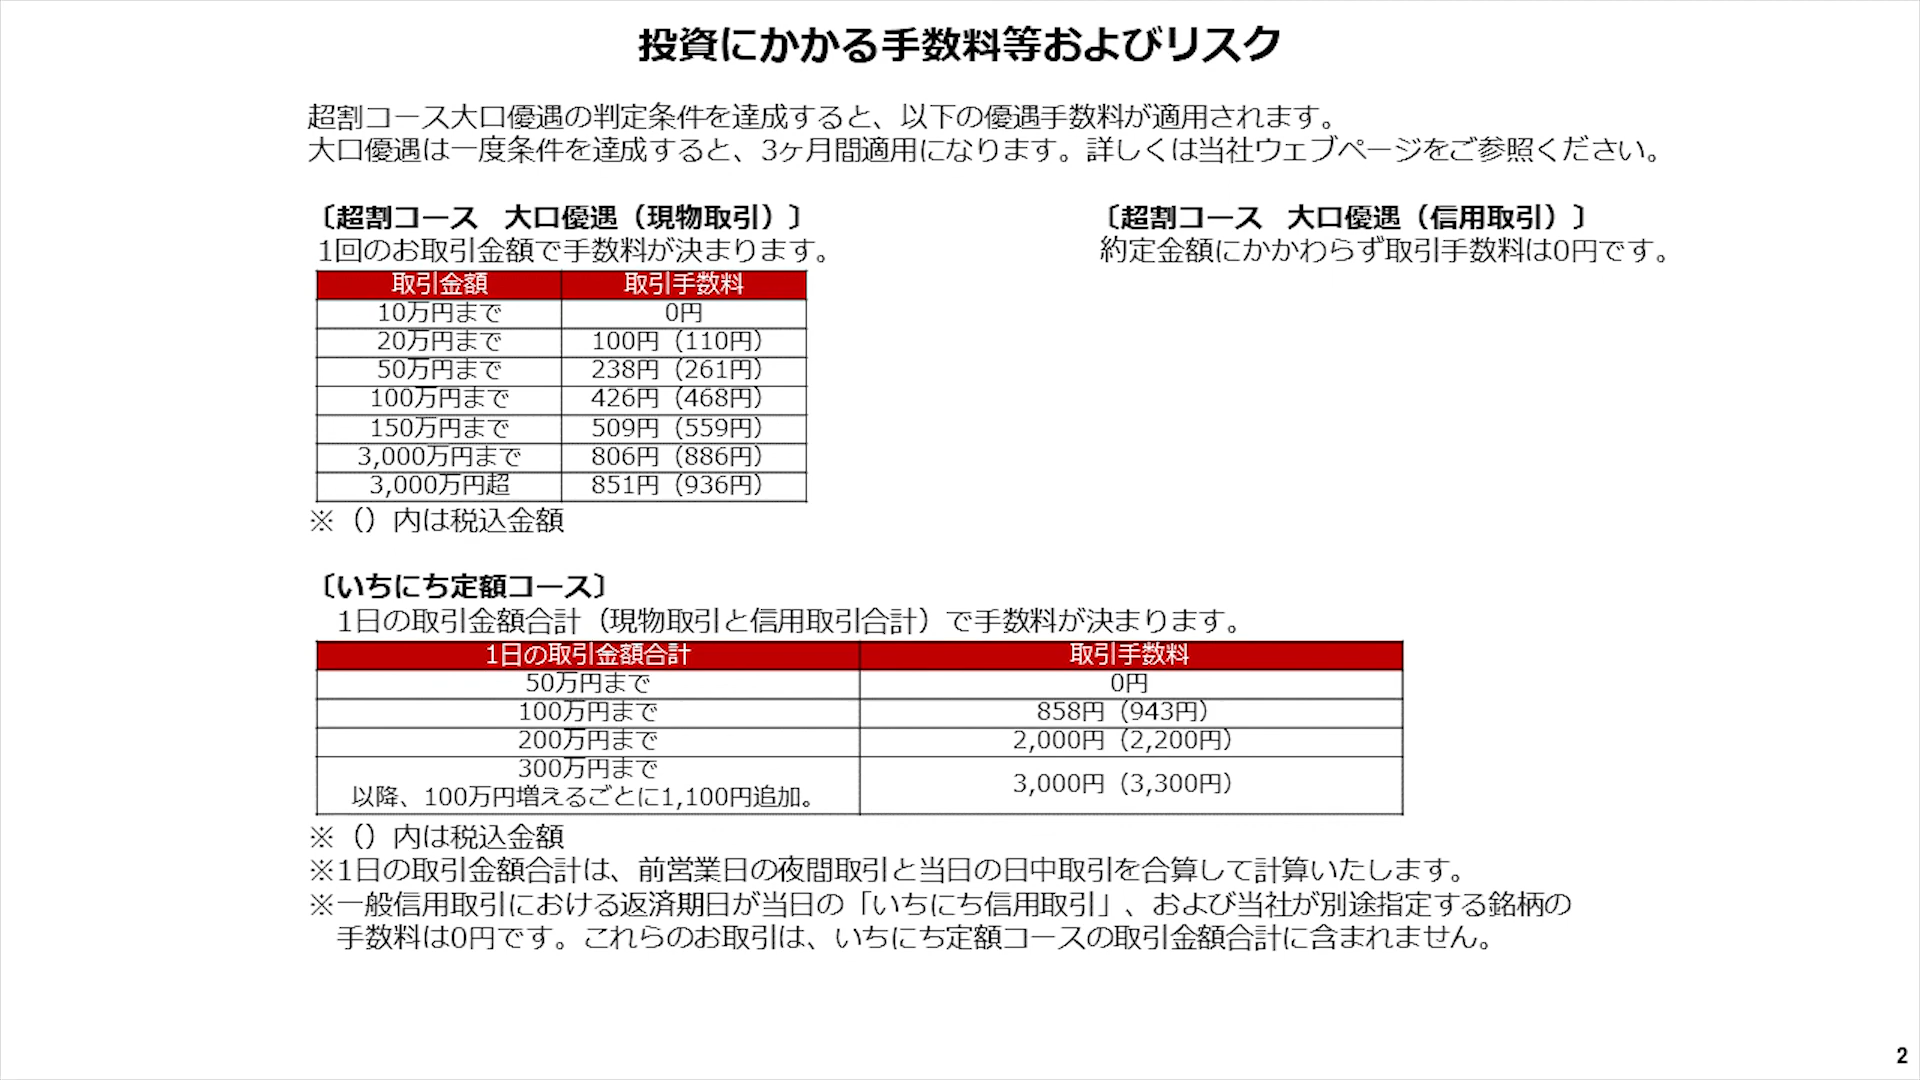 投資にかかる手数料等およびリスク
超割コース大口優遇の判定条件を達成すると、以下の優遇手数料が適用されます。
大口優遇は一度条件を達成すると、3ヶ月間適用になります。詳しくは当社ウェブページをご参照ください。
〔超割コース　大口優遇（現物取引）〕
1回のお取引金額で手数料が決まります。
取引金額 取引手数料
10万円まで 0円
20万円まで 100円（110円）
50万円まで 238円（261円）
100万円まで 426円（468円）
150万円まで 509円（559円）
3,000万円まで 806円（886円）
3,000万円超 851円（936円）
※（）内は税込金額
〔超割コース　大口優遇（信用取引）〕
約定金額にかかわらず取引手数料は0円です。
〔いちにち定額コース〕
1日の取引金額合計（現物取引と信用取引合計）で手数料が決まります。
1日の取引金額合計 取引手数料
50万円まで 0円
100万円まで 858円（943円）
200万円まで 2,000円（2,200円）
300万円まで
以降、100万円増えるごとに1,100円追加。 3,000円（3,300円）
※（）内は税込金額
※1日の取引金額合計は、前営業日の夜間取引と当日の日中取引を合算して計算いたします。
※一般信用取引における返済期日が当日の「いちにち信用取引」、および当社が別途指定する銘柄の
手数料は0円です。これらのお取引は、いちにち定額コースの取引金額合計に含まれません。
2